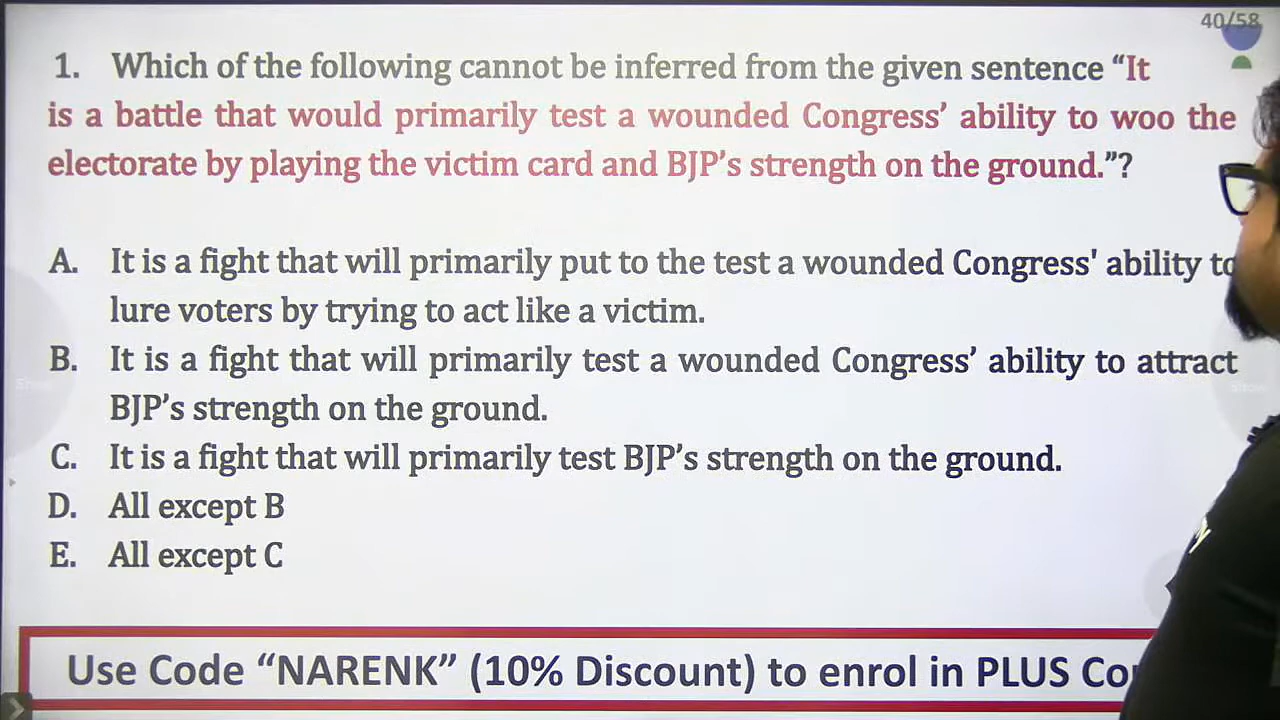 40/58
1. Which of the following cannot be inferred from the given sentence “It
is a battle that would primarily test a wounded Congress’ ability to woo the
electorate by playing the victim card and BJP’s strength on the ground.”?
A. It is a fight that will primarily put to the test a wounded Congress' ability to
lure voters by trying to act like a victim.
B. It is a fight that will primarily test a wounded Congress’ ability to attract
BJP’s strength on the ground.
C. It is a fight that will primarily test BJP’s strength on the ground.
D. All except B
E. All except C
Use Code “NARENK” (10% Discount) to enrol in PLUS